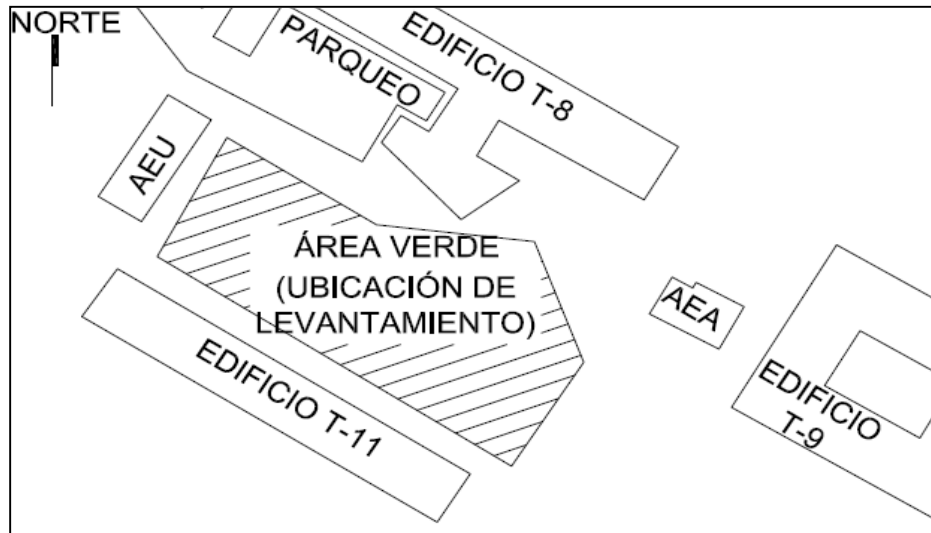 NORTE
EDIFICIO T-8
PARQUEO
AEU
ÁREA VERDE
(UBICACIÓN DE
LEVANTAMIENTO)
AEA
EDIFICIO T-11
EDIFICIO
T-9